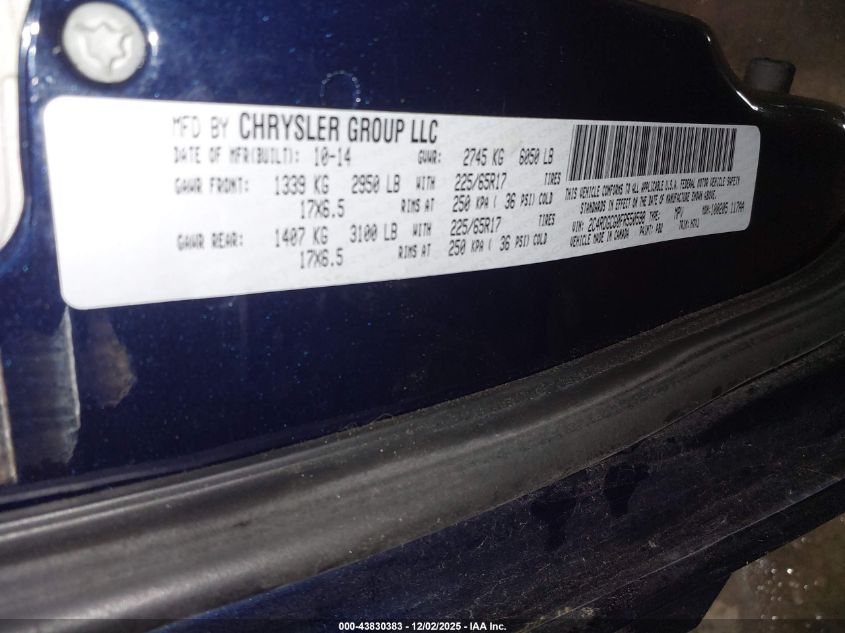 MFD BY CHRYSLER GROUP LLC
DATE OF MFR(BUILT): 10-14 GVWR: 2745 KG 6050 LB
GAWR FRONT: 1339 KG 2950 LB WITH 225/65R17 TIRES
17X6.5 RIMS AT 250 KPA ( 36 PSI) COLD
GAWR REAR: 1407 KG 3100 LB WITH 225/65R17 TIRES
17X6.5 RIMS AT 250 KPA ( 36 PSI) COLD
THIS VEHICLE CONFORMS TO ALL APPLICABLE U.S.A. FEDERAL MOTOR VEHICLE SAFETY
STANDARDS IN EFFECT ON THE DATE OF MANUFACTURE SHOWN ABOVE.
VIN: TYPE: MPV
VEHICLE MADE IN CANADA PAINT:
000-43830383 • 12/02/2025 - IAA Inc.